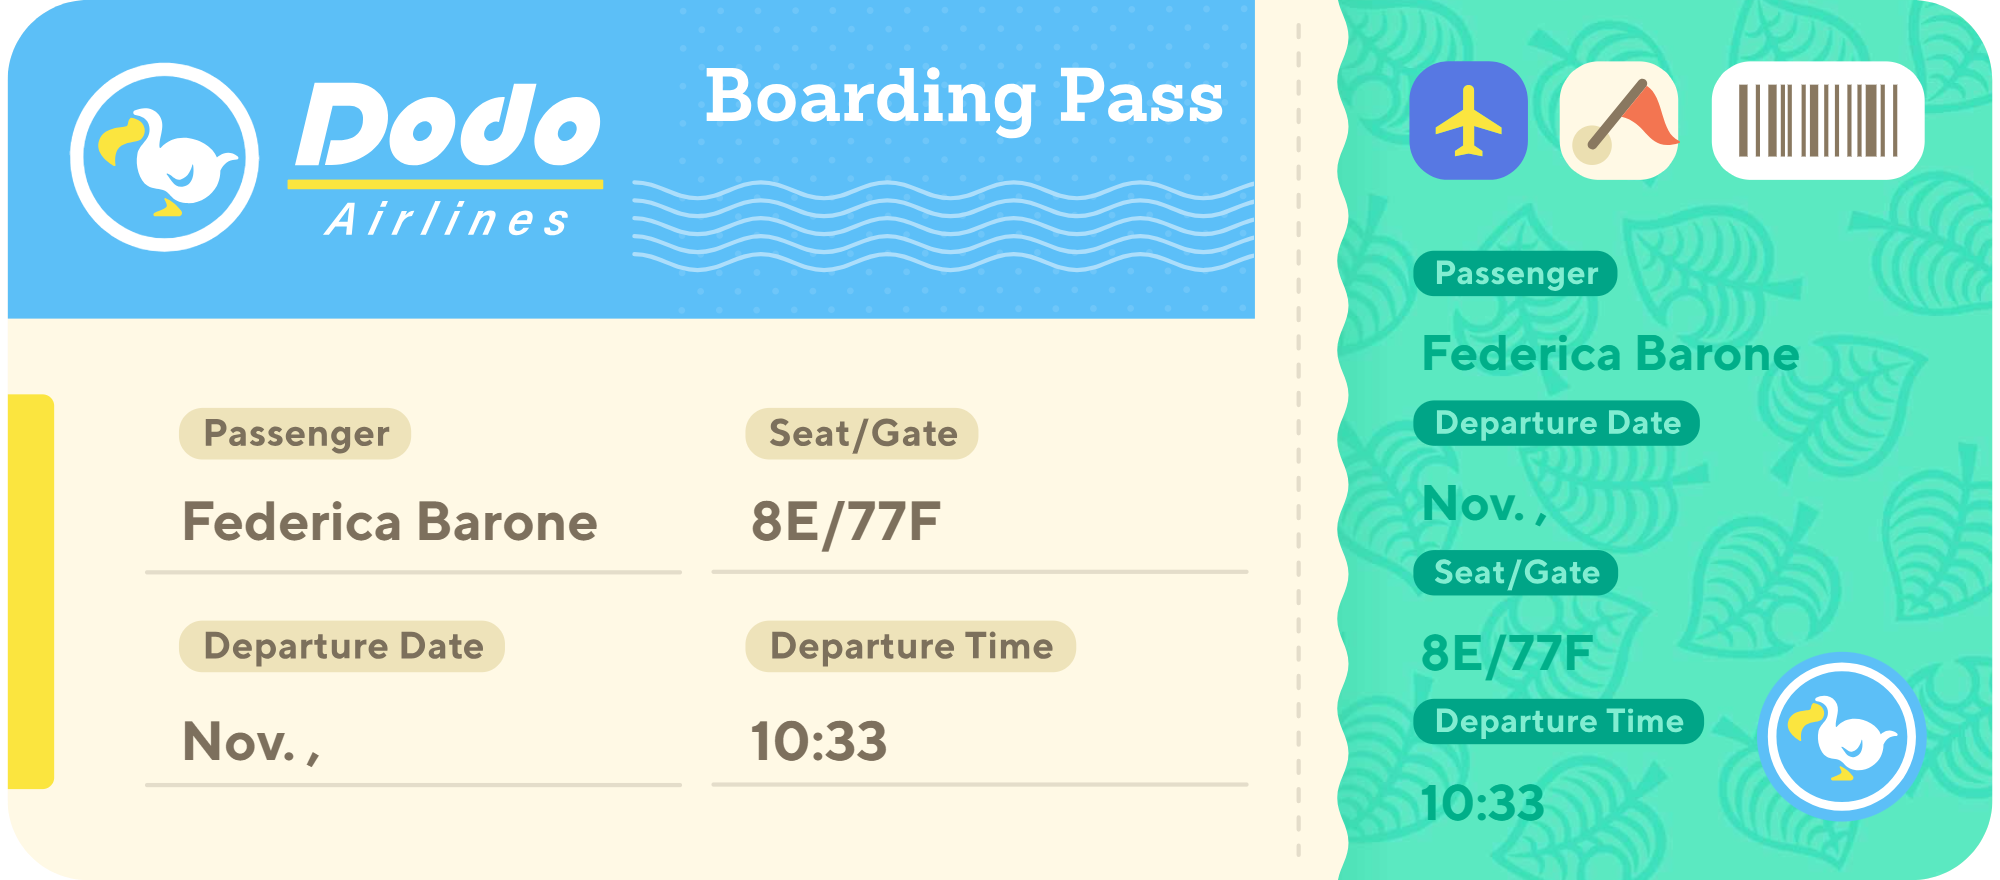 Dodo
Airlines
Boarding Pass
Passenger
Federica Barone
Seat/Gate
8E/77F
Departure Date
Nov. ,
Departure Time
10:33
Passenger
Federica Barone
Departure Date
Nov. ,
Seat/Gate
8E/77F
Departure Time
10:33